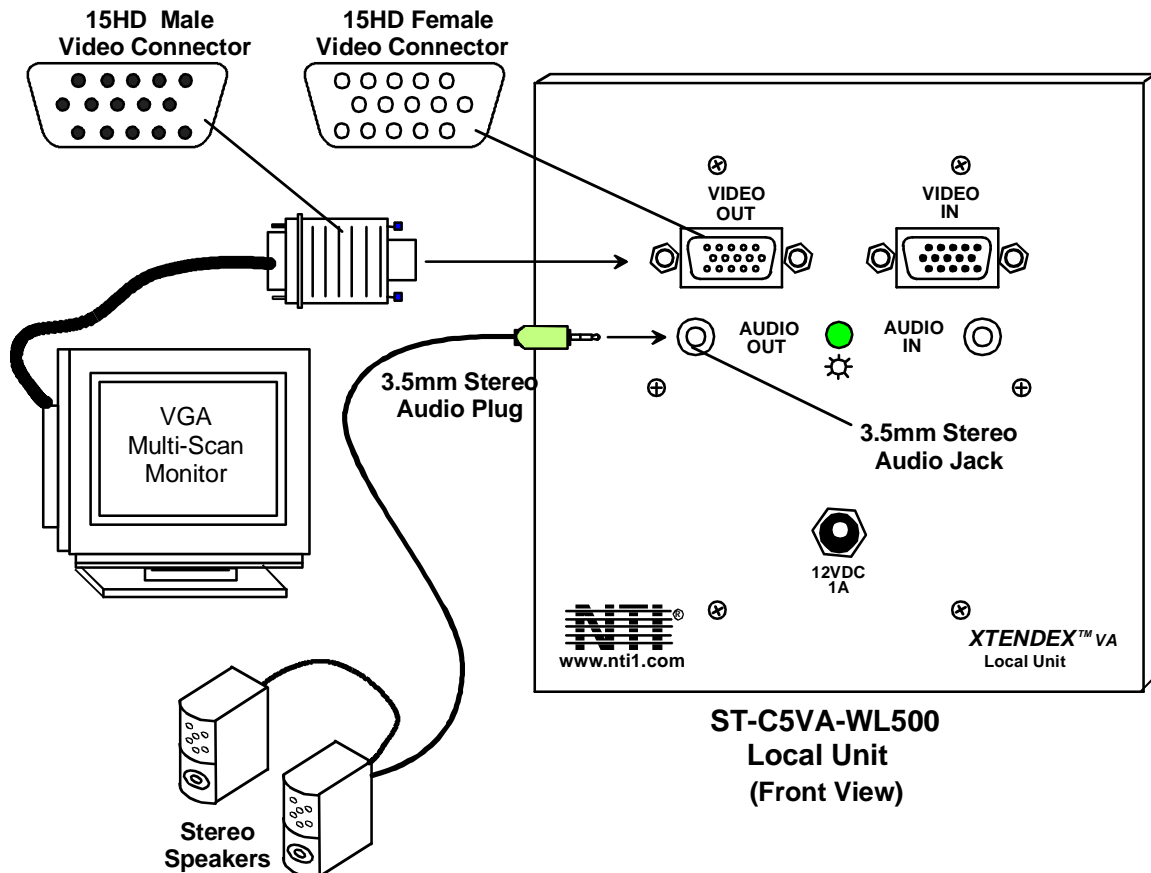 15HD Male
Video Connector
15HD Female
Video Connector
VIDEO
OUT
VIDEO
IN
AUDIO
OUT
AUDIO
IN
3.5mm Stereo
Audio Plug
VGA
Multi-Scan
Monitor
3.5mm Stereo
Audio Jack
12VDC
1A
NTI®
www.nti1.com
XTENDEX™ VA
Local Unit
ST-C5VA-WL500
Local Unit
(Front View)
Stereo
Speakers